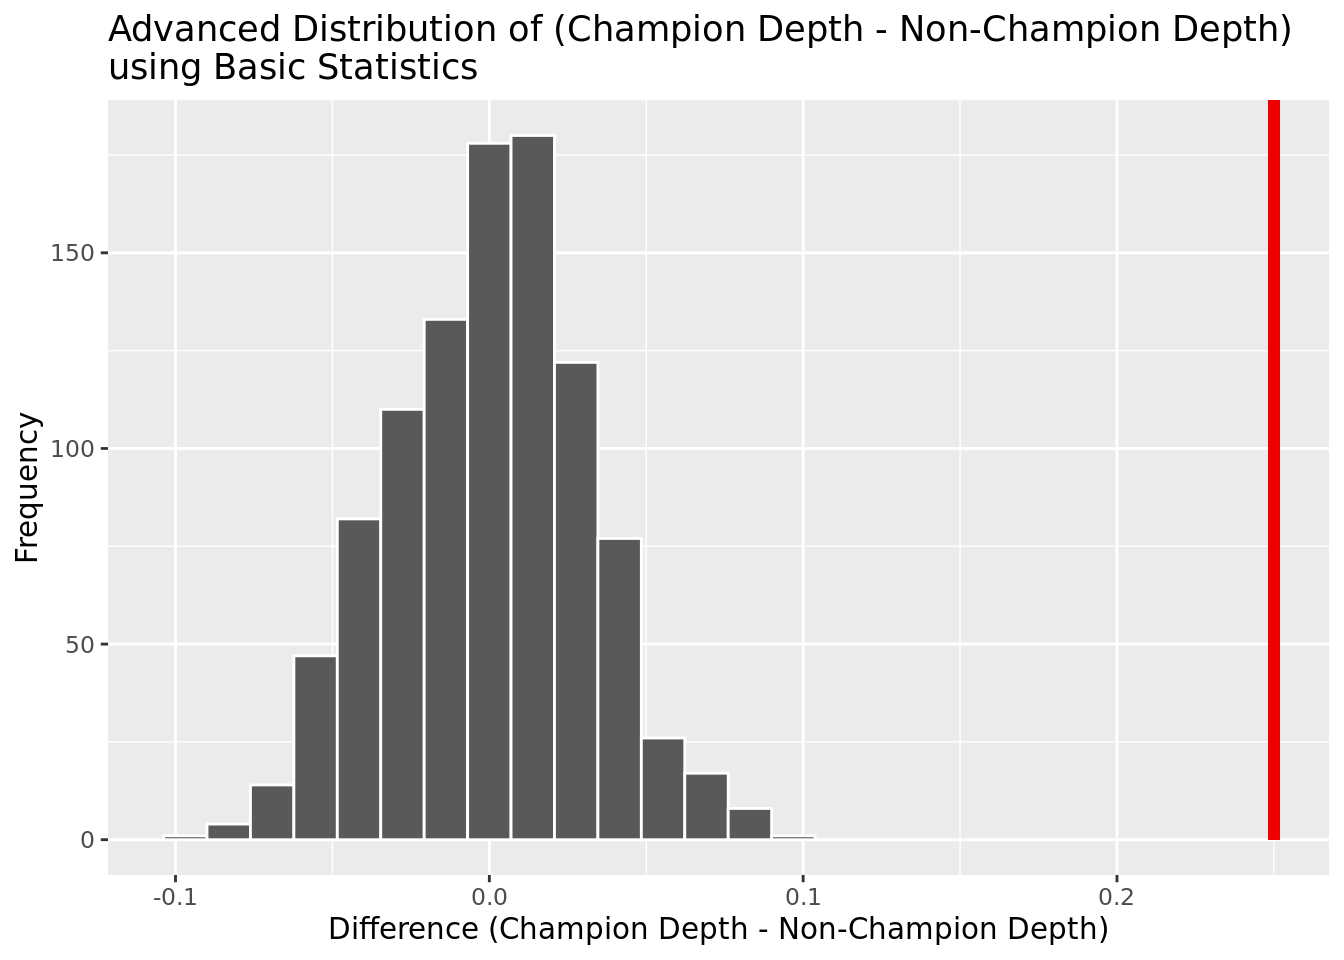 Advanced Distribution of (Champion Depth - Non-Champion Depth)
using Basic Statistics
Frequency
150
100
50
0
-0.1
0.0
0.1
0.2
Difference (Champion Depth - Non-Champion Depth)